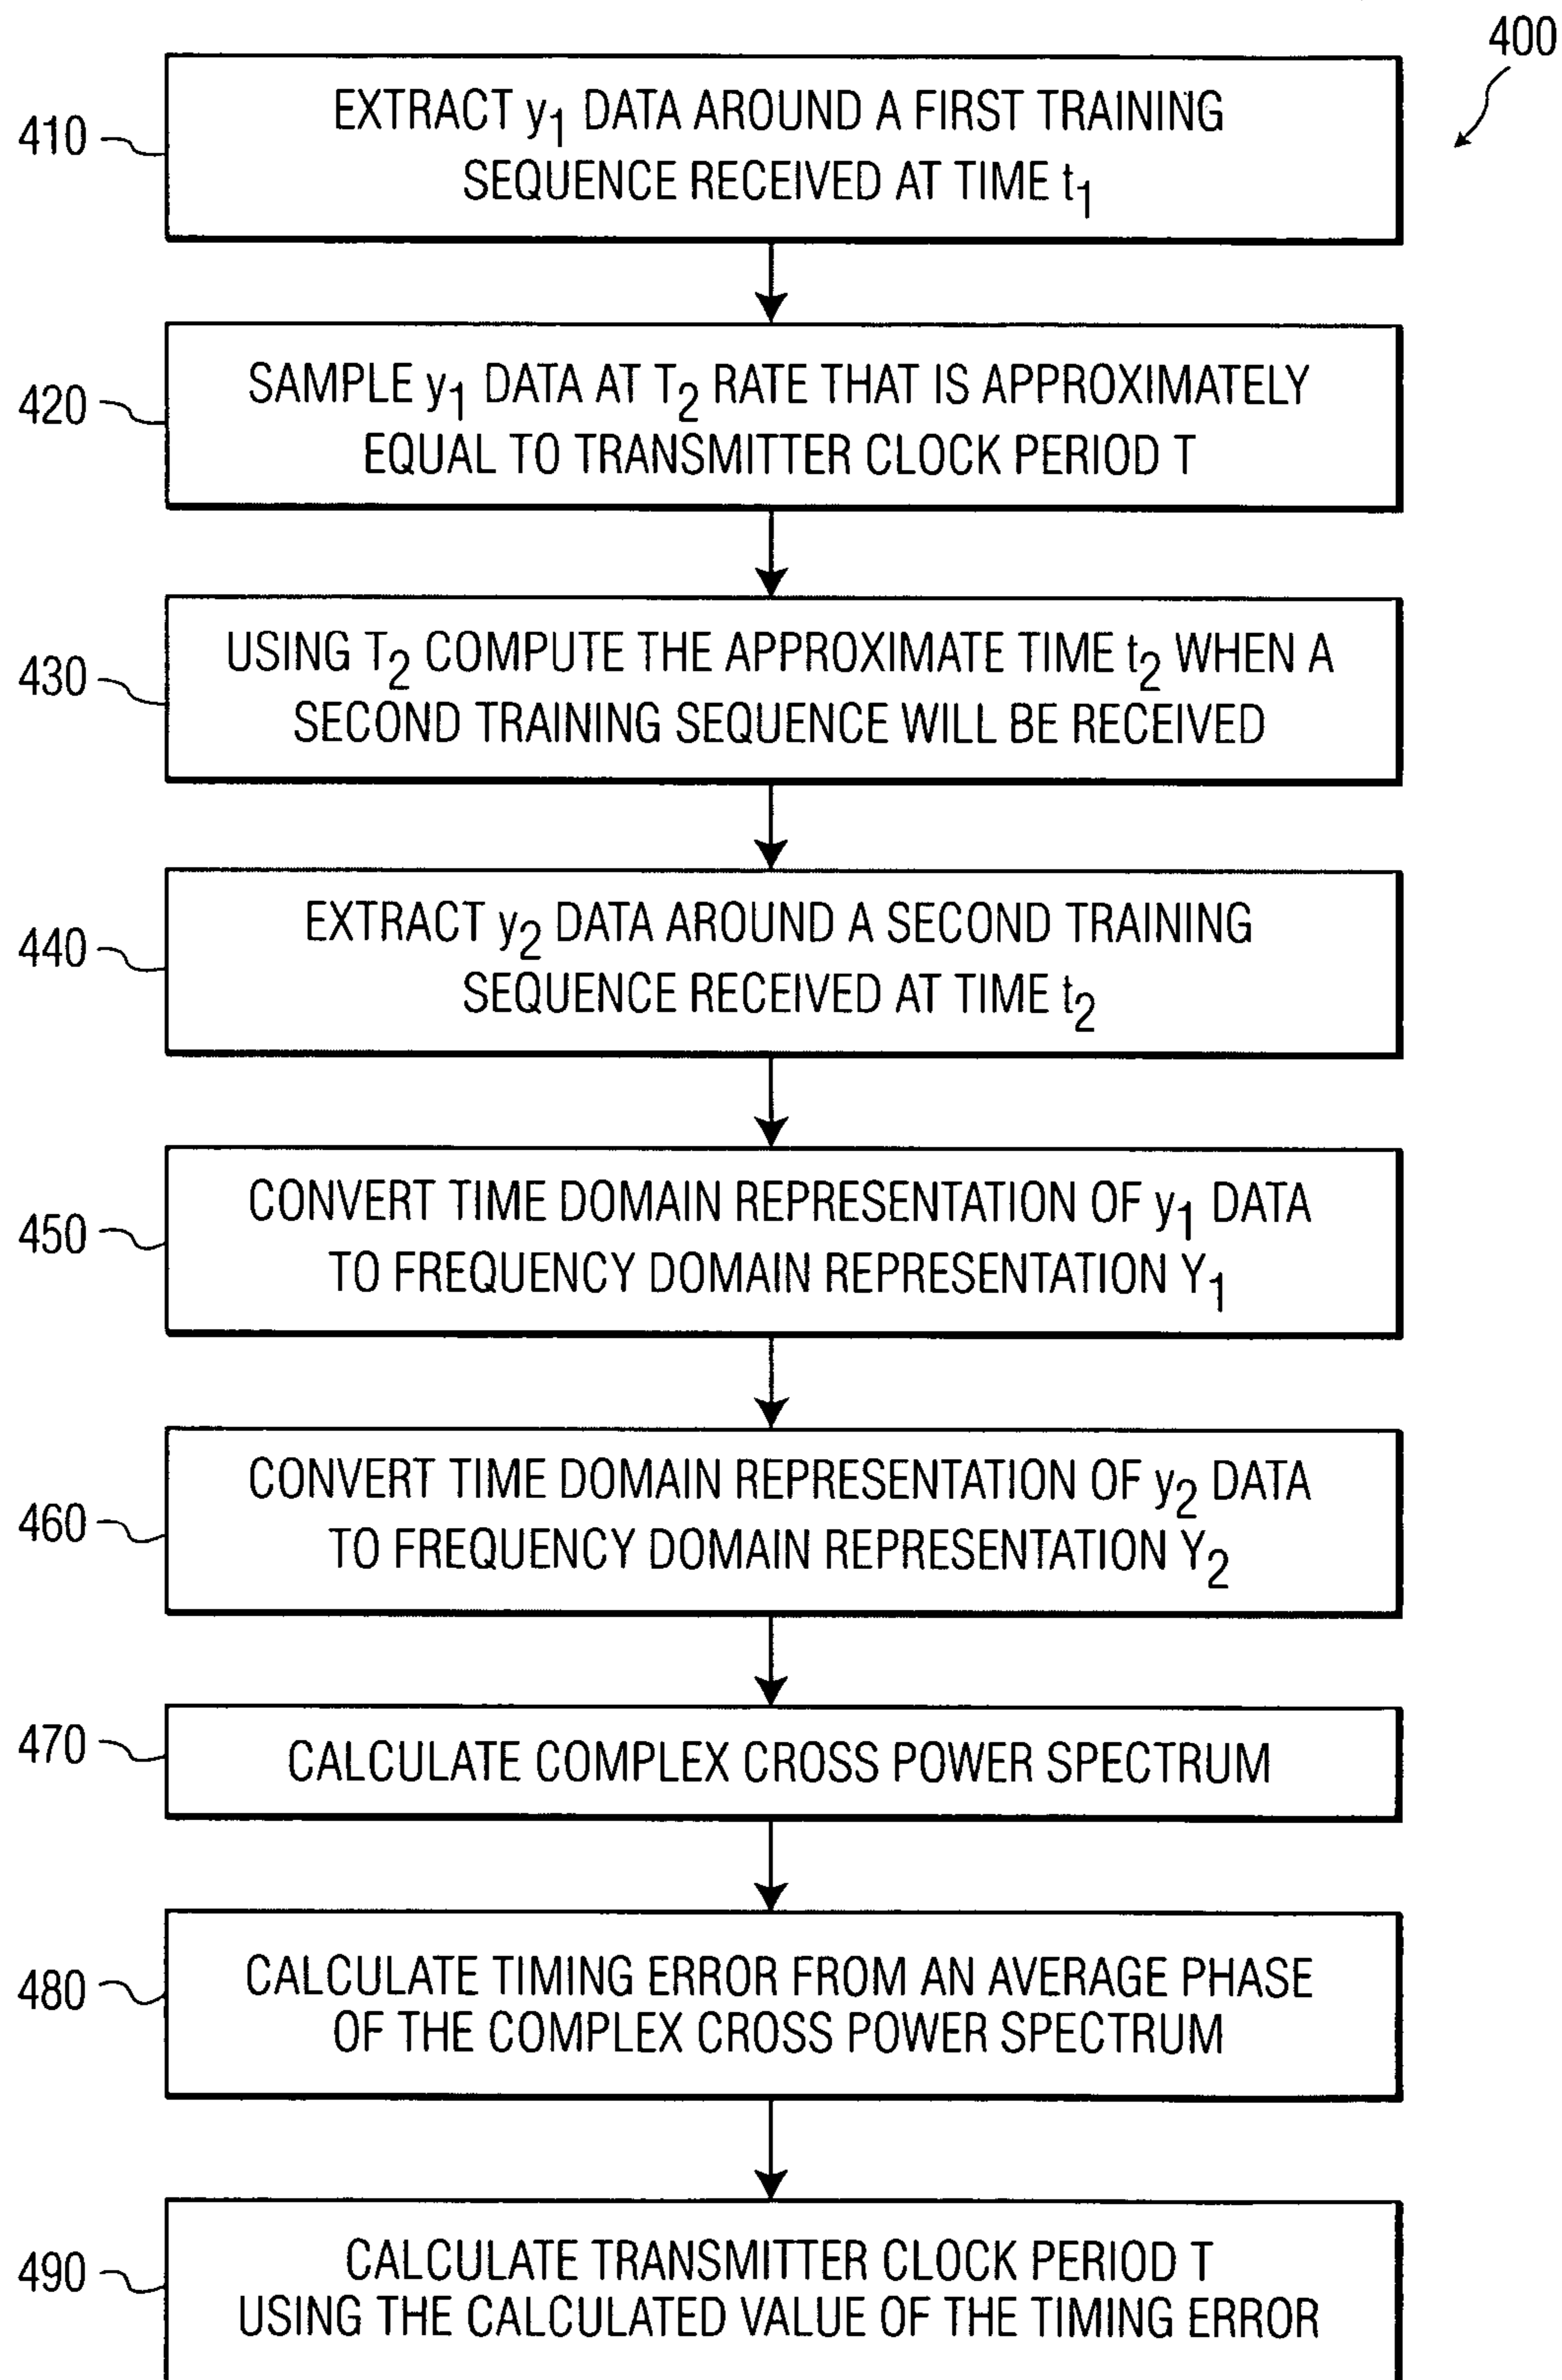 400
410
EXTRACT y1 DATA AROUND A FIRST TRAINING
SEQUENCE RECEIVED AT TIME t1
420
SAMPLE y1 DATA AT T2 RATE THAT IS APPROXIMATELY
EQUAL TO TRANSMITTER CLOCK PERIOD T
430
USING T2 COMPUTE THE APPROXIMATE TIME t2 WHEN A
SECOND TRAINING SEQUENCE WILL BE RECEIVED
440
EXTRACT y2 DATA AROUND A SECOND TRAINING
SEQUENCE RECEIVED AT TIME t2
450
CONVERT TIME DOMAIN REPRESENTATION OF y1 DATA
TO FREQUENCY DOMAIN REPRESENTATION Y1
460
CONVERT TIME DOMAIN REPRESENTATION OF y2 DATA
TO FREQUENCY DOMAIN REPRESENTATION Y2
470
CALCULATE COMPLEX CROSS POWER SPECTRUM
480
CALCULATE TIMING ERROR FROM AN AVERAGE PHASE
OF THE COMPLEX CROSS POWER SPECTRUM
490
CALCULATE TRANSMITTER CLOCK PERIOD T
USING THE CALCULATED VALUE OF THE TIMING ERROR